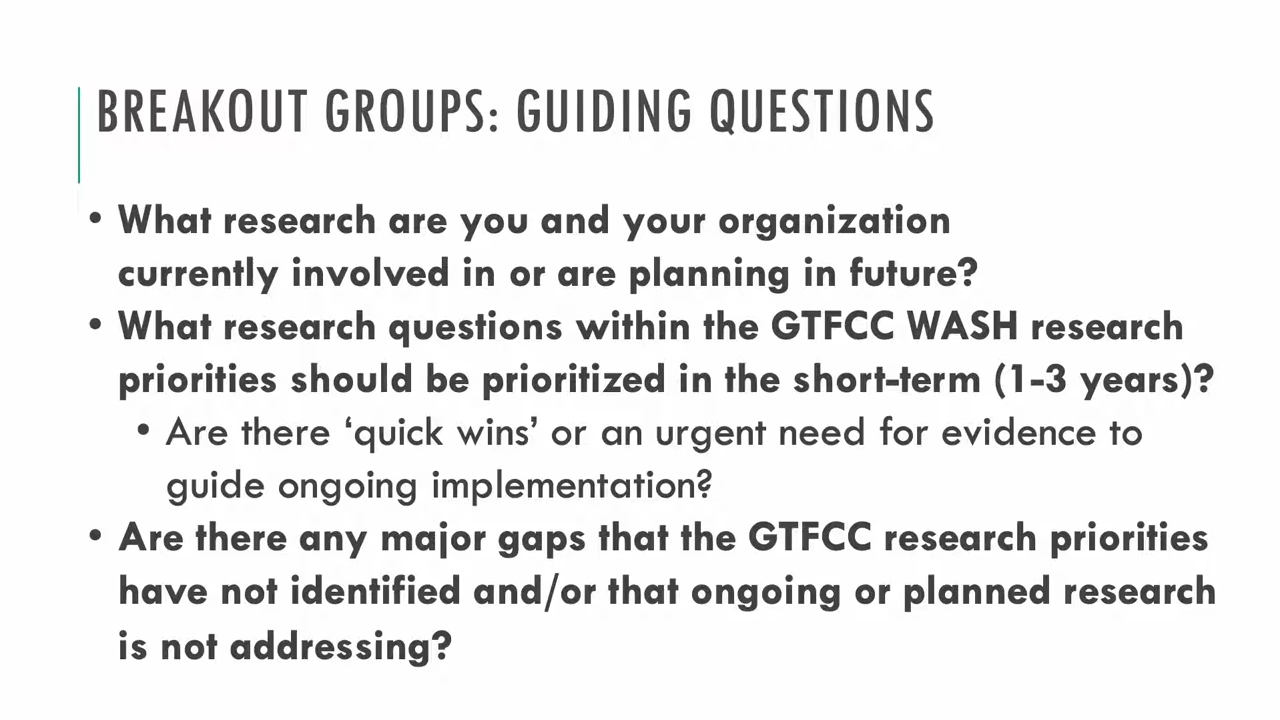 BREAKOUT GROUPS: GUIDING QUESTIONS
• What research are you and your organization
currently involved in or are planning in future?
• What research questions within the GTFCC WASH research
priorities should be prioritized in the short-term (1-3 years)?
• Are there ‘quick wins’ or an urgent need for evidence to
guide ongoing implementation?
• Are there any major gaps that the GTFCC research priorities
have not identified and/or that ongoing or planned research
is not addressing?